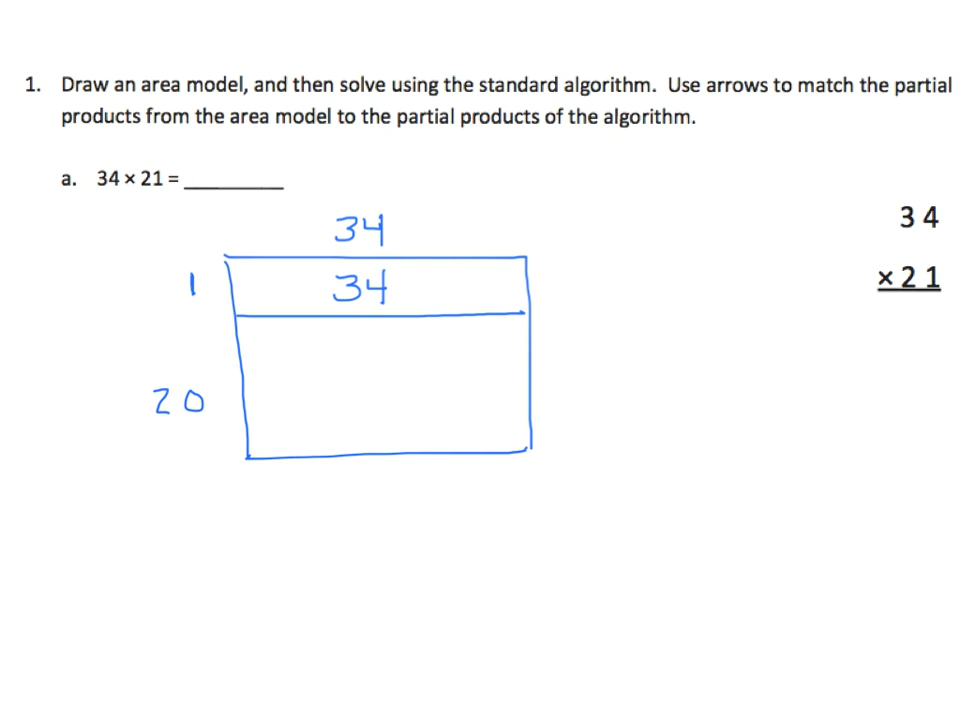 1. Draw an area model, and then solve using the standard algorithm. Use arrows to match the partial
products from the area model to the partial products of the algorithm.
a. 34 × 21 = ________
34
3 4
1 34
× 2 1
20